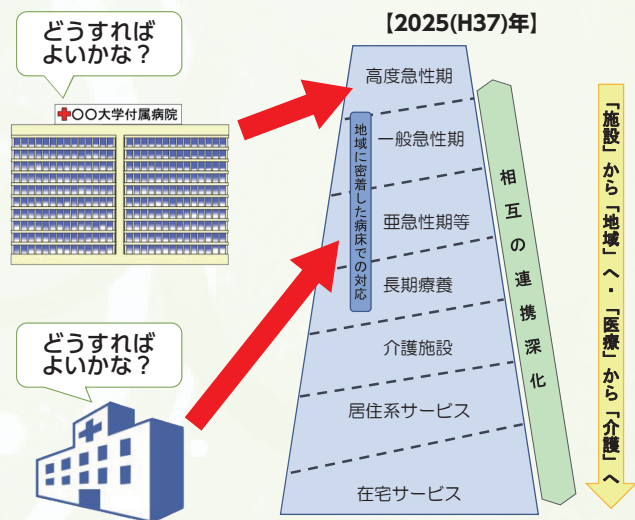 どうすれば
よいかな？
〇〇大学付属病院
どうすれば
よいかな？
【2025(H37)年】
高度急性期
一般急性期
亜急性期等
長期療養
介護施設
居住系サービス
在宅サービス
地域に密着した病床での対応
相互の連携深化
「施設」から「地域」へ・「医療」から「介護」へ